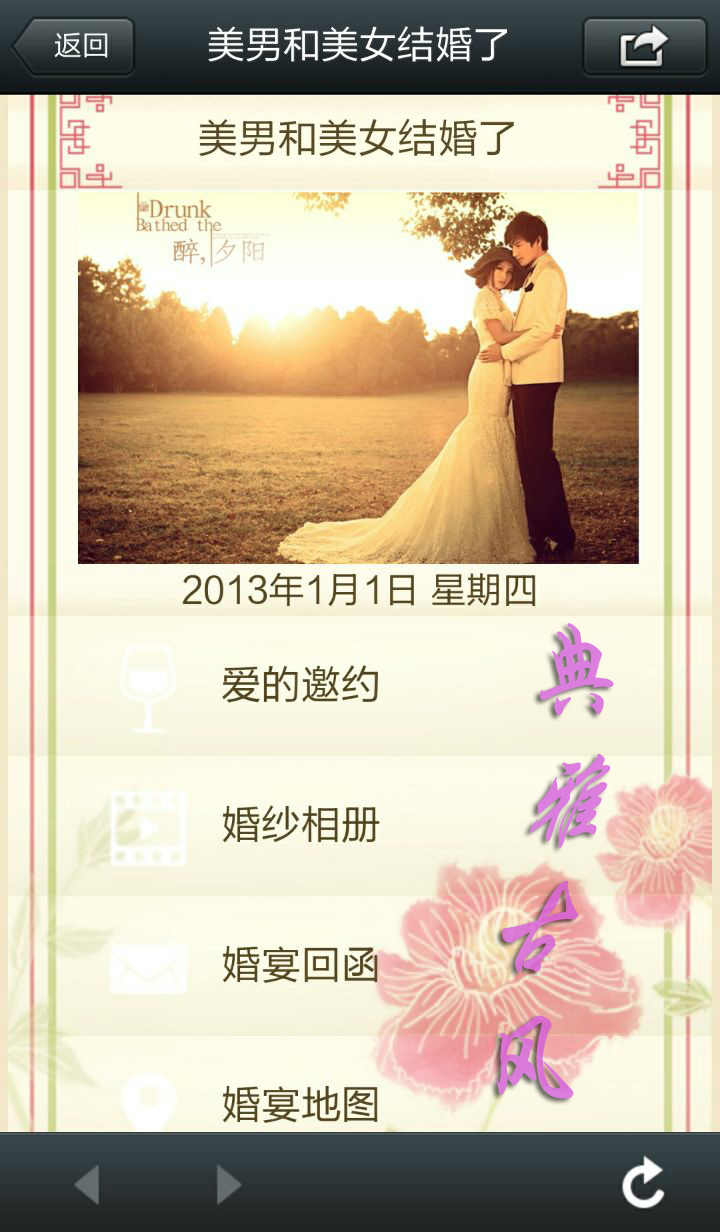 返回
美男和美女结婚了
美男和美女结婚了
Drunk
Bathed the
醉,夕阳
2013年1月1日 星期四
爱的邀约
婚纱相册
婚宴回函
婚宴地图
典雅古风